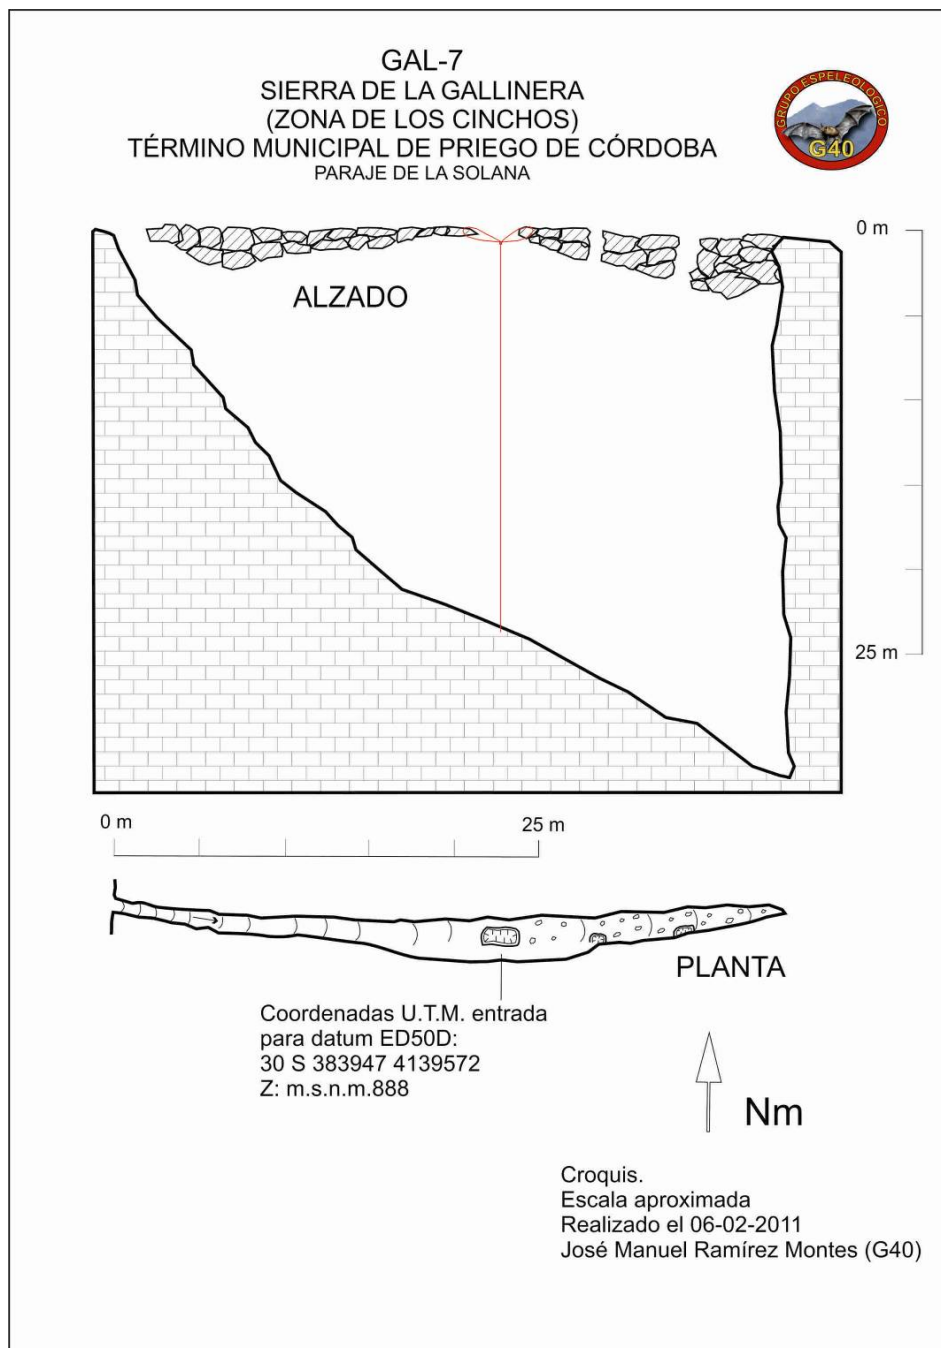 GAL-7
SIERRA DE LA GALLINERA
(ZONA DE LOS CINCHOS)
TÉRMINO MUNICIPAL DE PRIEGO DE CÓRDOBA
PARAJE DE LA SOLANA
GRUPO ESPELEOLOGICO
G40
0 m
ALZADO
25 m
0 m
25 m
PLANTA
Coordenadas U.T.M. entrada
para datum ED50D:
30 S 383947 4139572
Z: m.s.n.m.888
Nm
Croquis.
Escala aproximada
Realizado el 06-02-2011
José Manuel Ramírez Montes (G40)